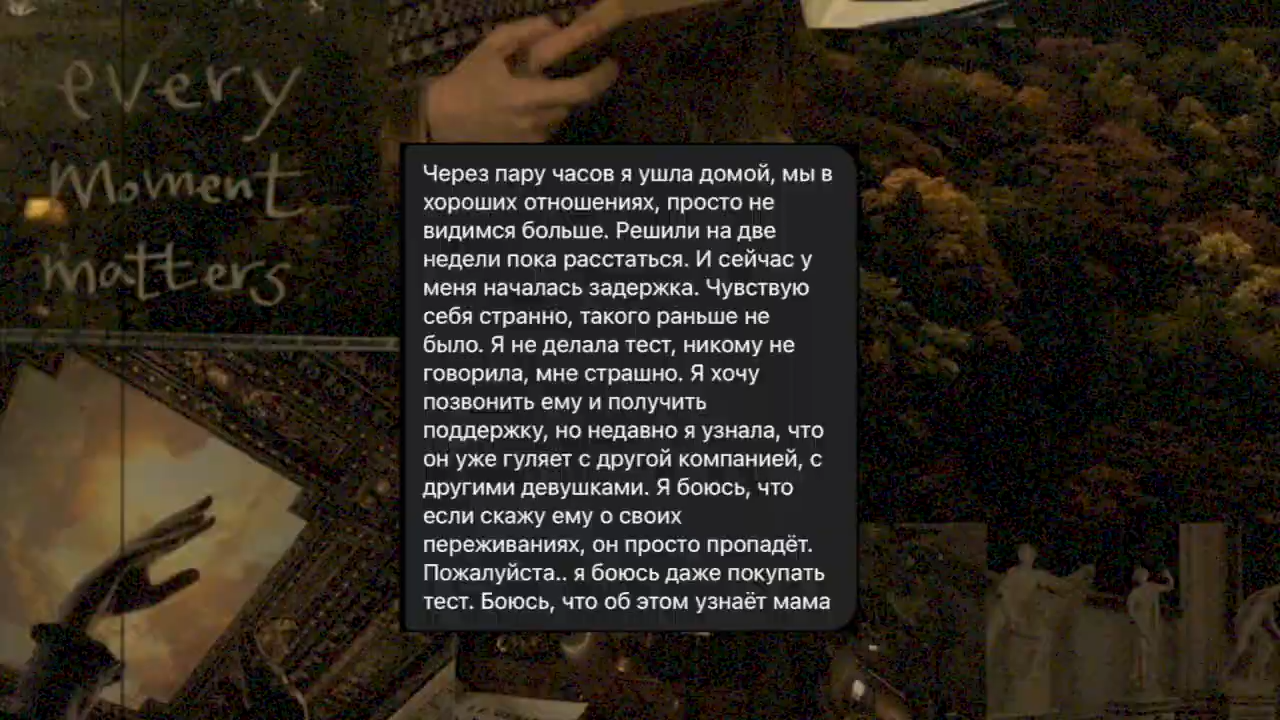 every
Moment
matters
Через пару часов я ушла домой, мы в
хороших отношениях, просто не
видимся больше. Решили на две
недели пока расстаться. И сейчас у
меня началась задержка. Чувствую
себя странно, такого раньше не
было. Я не делала тест, никому не
говорила, мне страшно. Я хочу
позвонить ему и получить
поддержку, но недавно я узнала, что
он уже гуляет с другой компанией, с
другими девушками. Я боюсь, что
если скажу ему о своих
переживаниях, он просто пропадёт.
Пожалуйста.. я боюсь даже покупать
тест. Боюсь, что об этом узнаёт мама